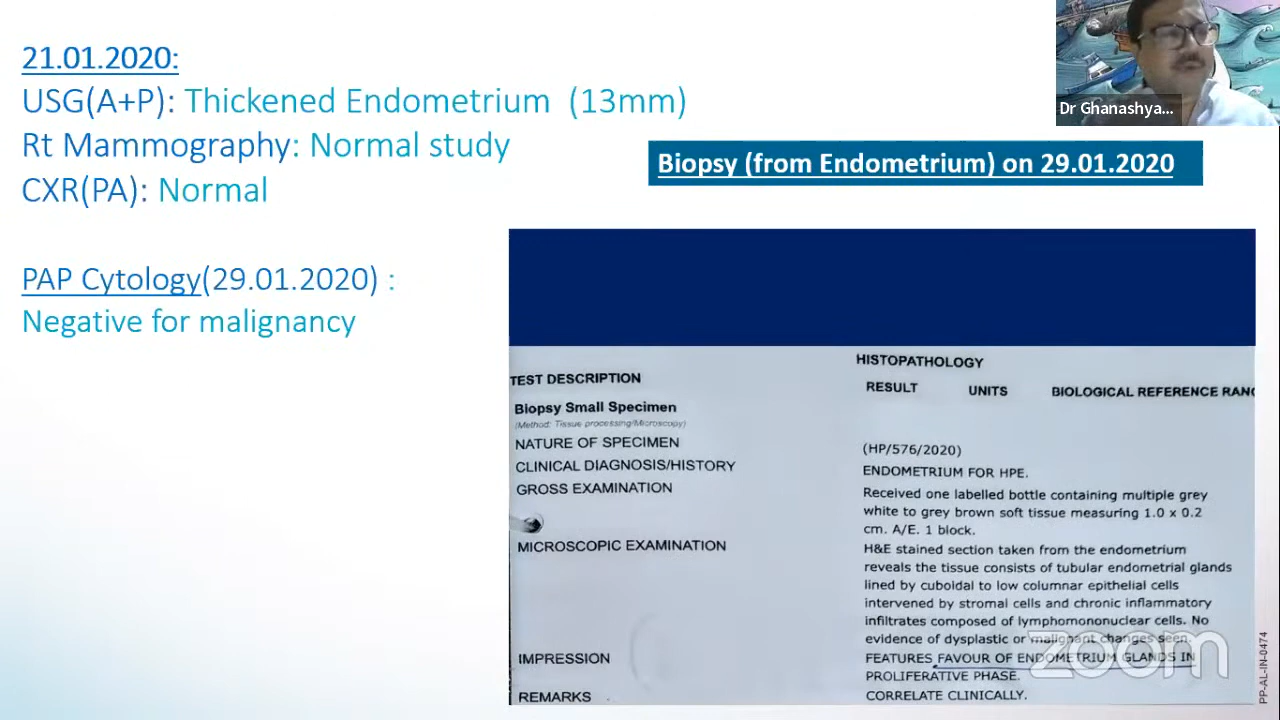 21.01.2020:
USG(A+P): Thickened Endometrium (13mm)
Rt Mammography: Normal study
CXR(PA): Normal
PAP Cytology(29.01.2020) :
Negative for malignancy
Dr Ghanashya...
Biopsy (from Endometrium) on 29.01.2020
HISTOPATHOLOGY
TEST DESCRIPTION
RESULT UNITS BIOLOGICAL REFERENCE RANG
Biopsy Small Specimen
(Method: Tissue processing/Microscopy)
NATURE OF SPECIMEN (HP/576/2020)
CLINICAL DIAGNOSIS/HISTORY ENDOMETRIUM FOR HPE.
GROSS EXAMINATION Received one labelled bottle containing multiple grey
white to grey brown soft tissue measuring 1.0 x 0.2
cm. A/E. 1 block.
MICROSCOPIC EXAMINATION H&E stained section taken from the endometrium
reveals the tissue consists of tubular endometrial glands
lined by cuboidal to low columnar epithelial cells
intervened by stromal cells and chronic inflammatory
infiltrates composed of lymphomononuclear cells. No
evidence of dysplastic or malignant changes seen.
IMPRESSION FEATURES FAVOUR OF ENDOMETRIUM GLANDS IN
PROLIFERATIVE PHASE.
REMARKS CORRELATE CLINICALLY.
zoom
PP-AL-IN-0474